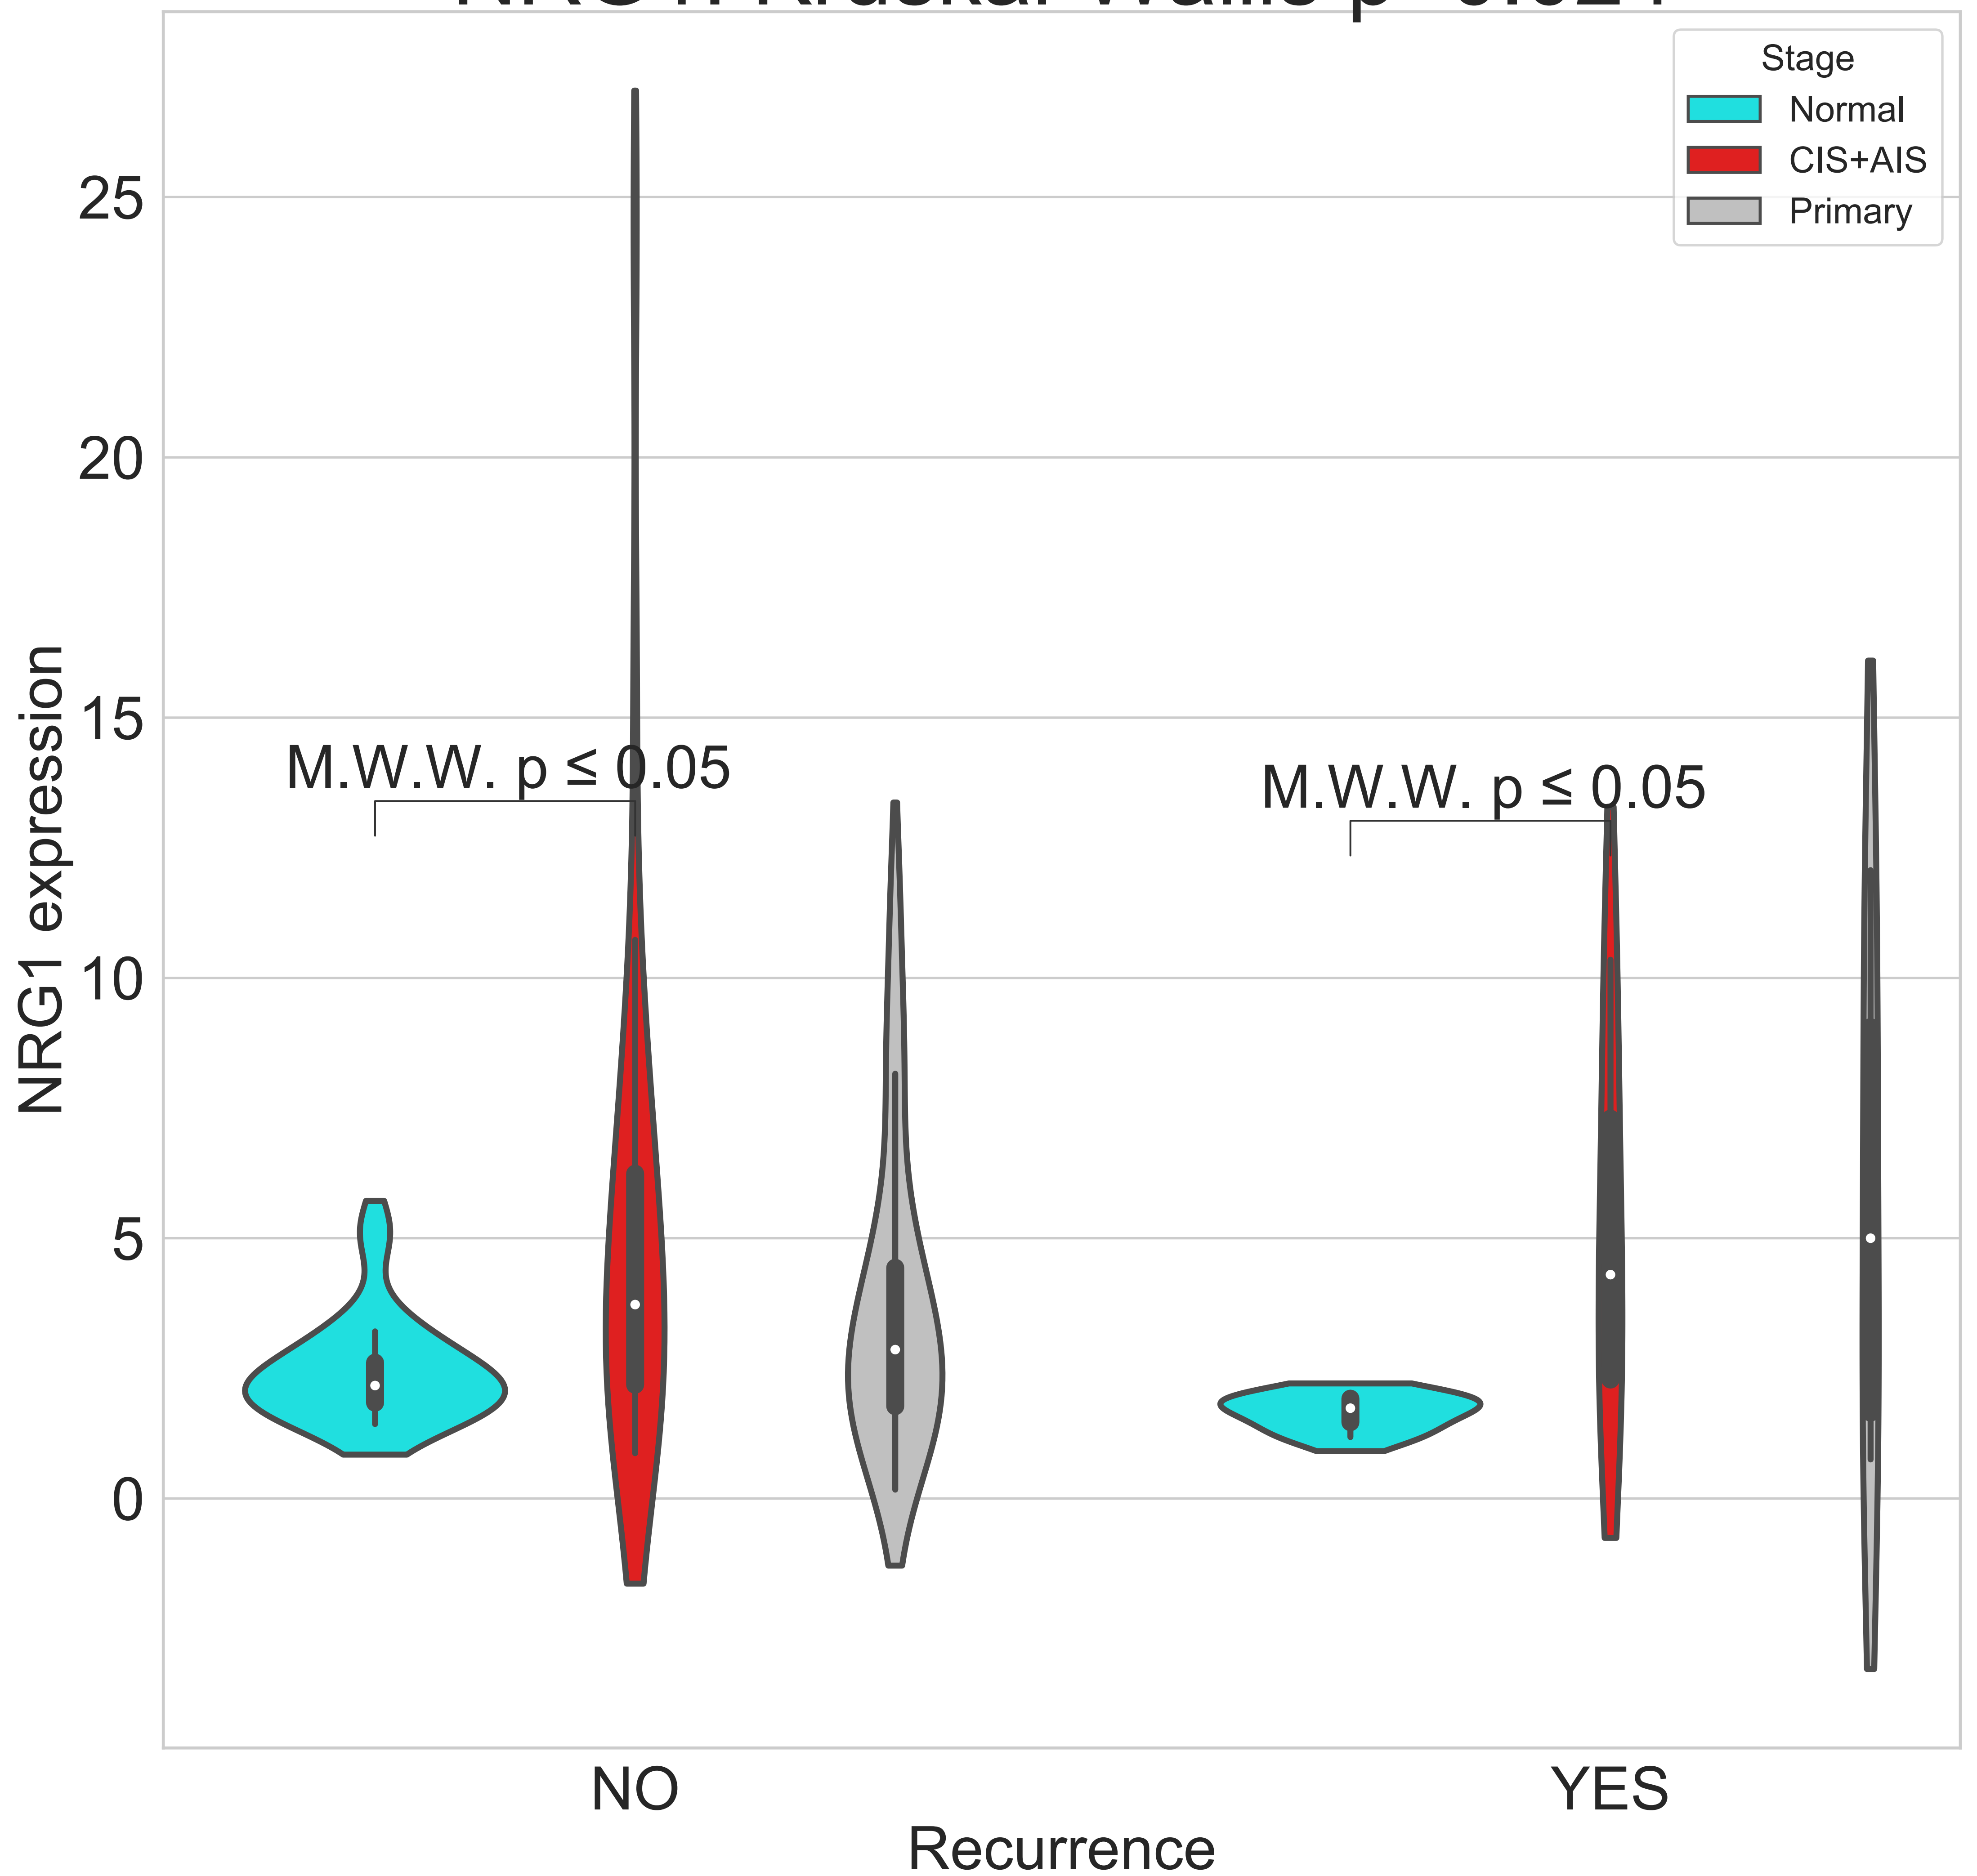 Stage
Normal
CIS+AIS
Primary
25
20
15
10
5
0
NRG1 expression
M.W.W. p ≤ 0.05
M.W.W. p ≤ 0.05
NO
YES
Recurrence